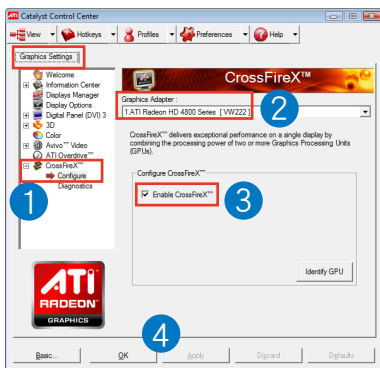 ATI Catalyst Control Center
View Hotkeys Profiles Preferences Help
Graphics Settings
Welcome
Information Center
Displays Manager
Display Options
Digital Panel (DVI) 3
3D
Color
Avivo™ Video
ATI Overdrive™
CrossFireX™
Configure
Diagnostics
1
CrossFireX™
Graphics Adapter :
1.ATI Radeon HD 4800 Series [ VW222 ]
2
CrossFireX™ delivers exceptional performance on a single display by
combining the processing power of two or more Graphics Processing Units
(GPUs).
Configure CrossFireX™
Enable CrossFireX™
3
Identify GPU
ATI
RADEON
GRAPHICS
4
Basic... OK Apply Discard Defaults